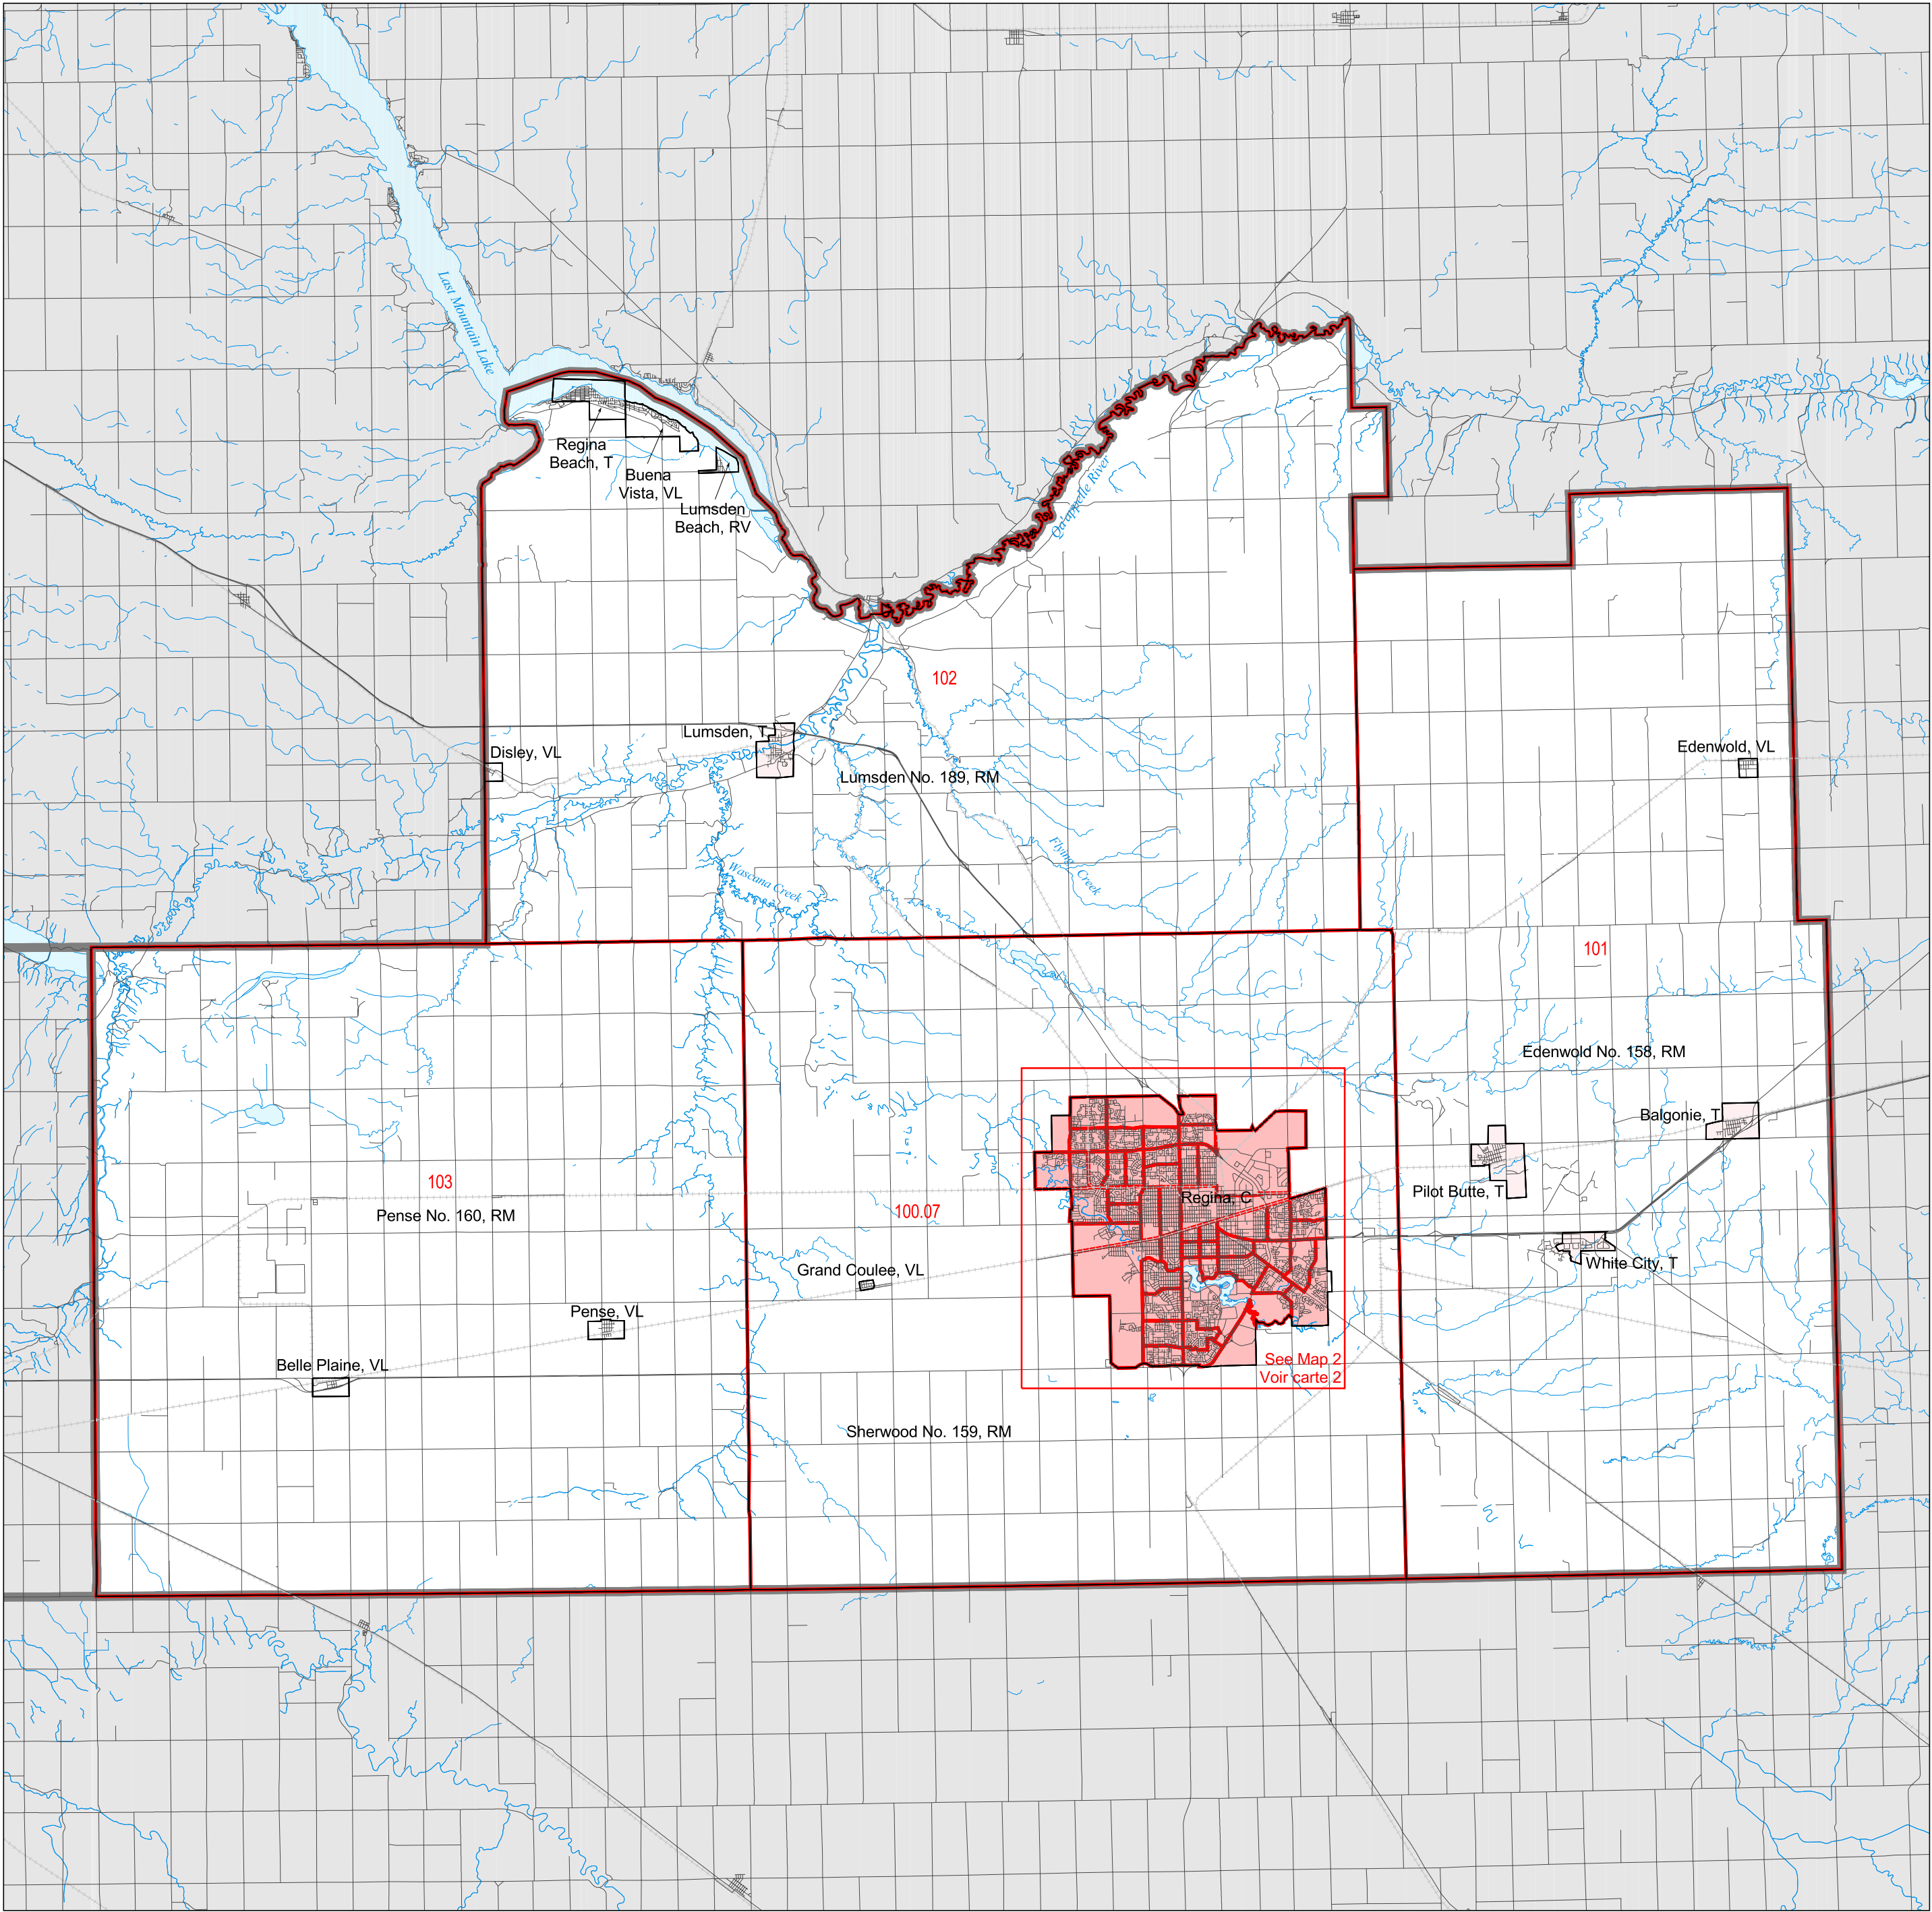 Last Mountain Lake
Regina
Beach, T
Buena
Vista, VL
Lumsden
Beach, RV
Qu'appelle River
102
Lumsden, T
Disley, VL
Edenwold, VL
Lumsden No. 189, RM
Flying Creek
Wascana Creek
101
Edenwold No. 158, RM
Balgonie, T
103
Pilot Butte, T
Regina, C
100.07
Pense No. 160, RM
White City, T
Grand Coulee, VL
Pense, VL
See Map 2
Voir carte 2
Belle Plaine, VL
Sherwood No. 159, RM